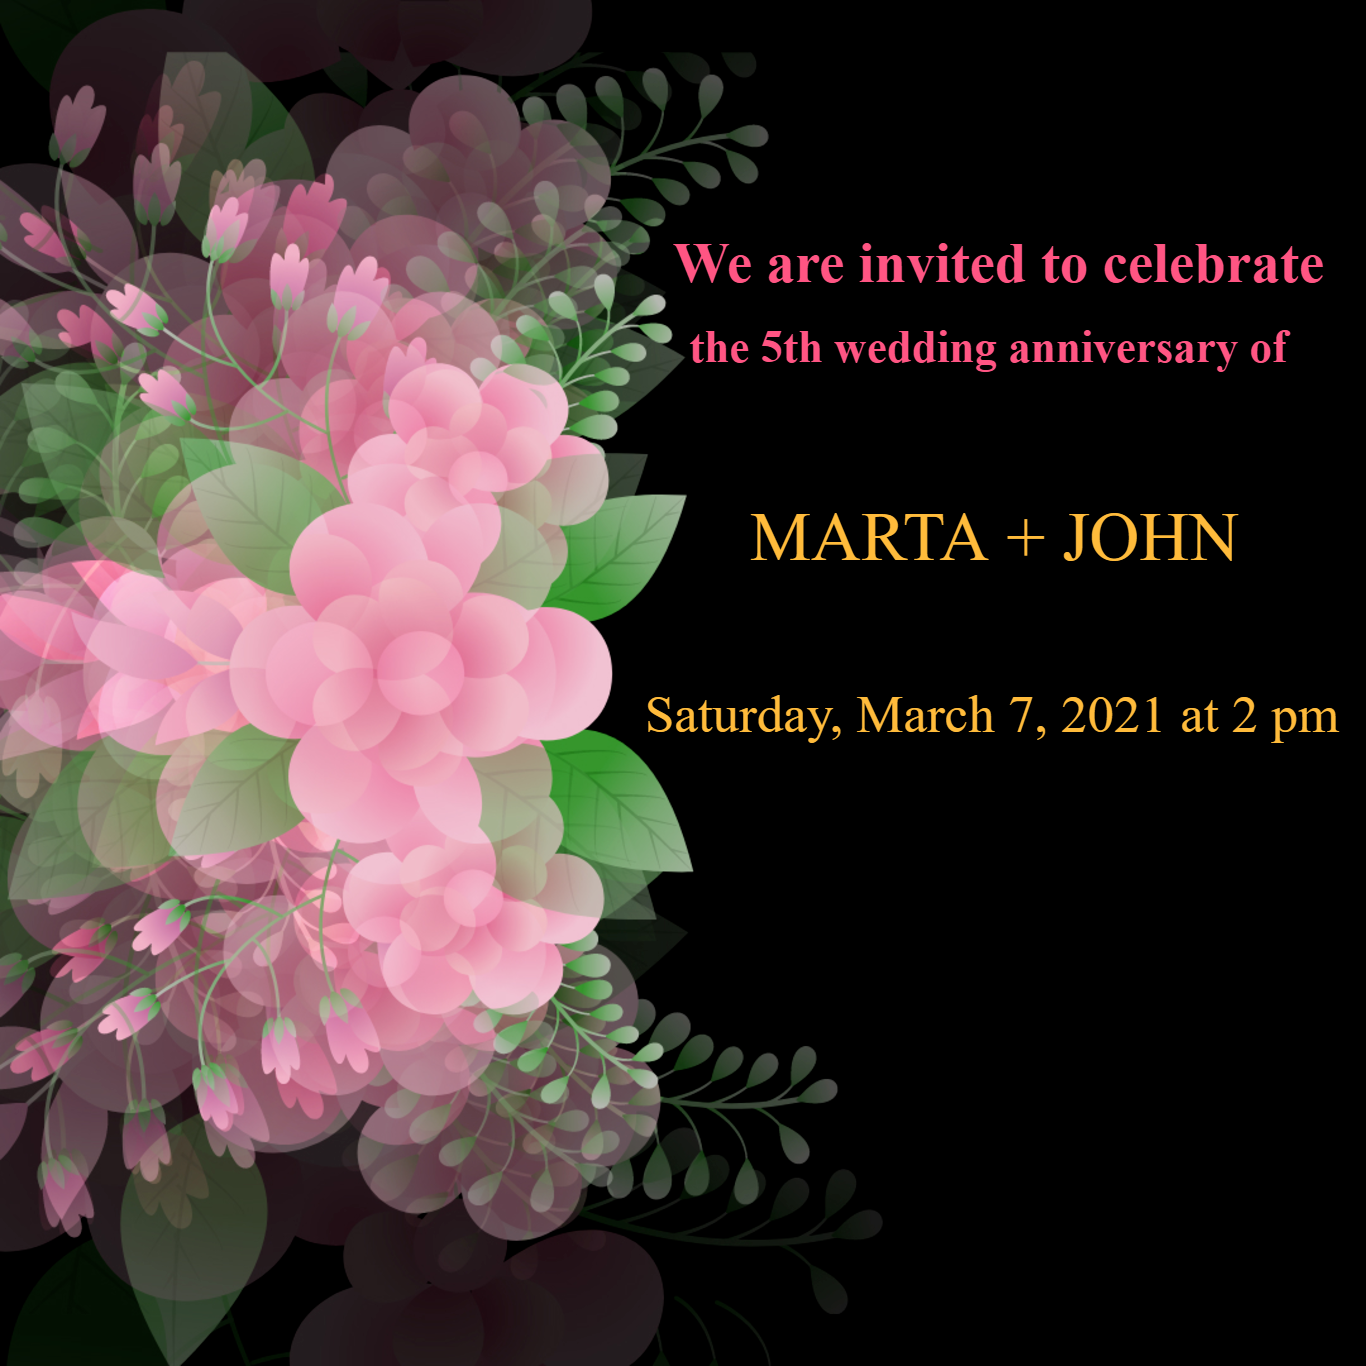 We are invited to celebrate
the 5th wedding anniversary of
MARTA + JOHN
Saturday, March 7, 2021 at 2 pm